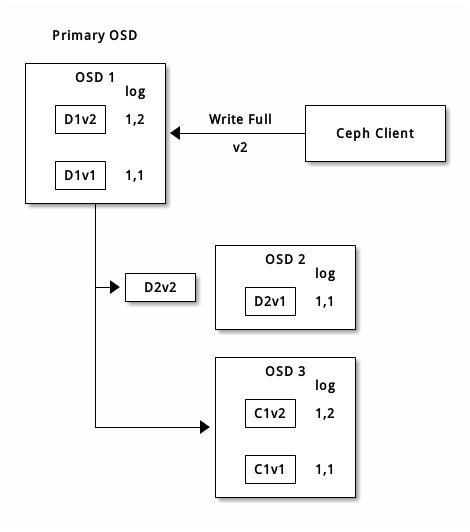 Primary OSD
OSD 1
log
D1v2 1,2
D1v1 1,1
Write Full
v2
Ceph Client
D2v2
OSD 2
log
D2v1 1,1
OSD 3
log
C1v2 1,2
C1v1 1,1